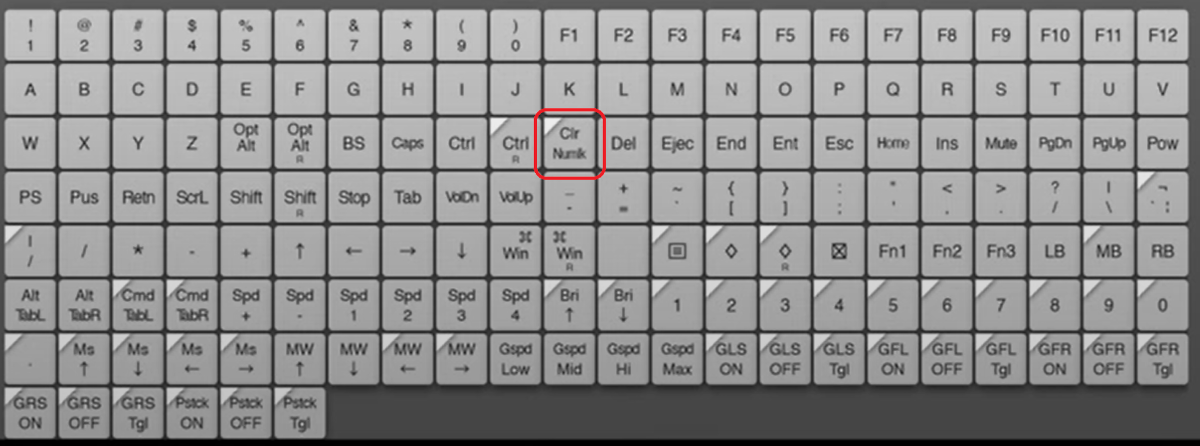 ! @ # $ % ^ & * ( )
1 2 3 4 5 6 7 8 9 0 F1 F2 F3 F4 F5 F6 F7 F8 F9 F10 F11 F12
A B C D E F G H I J K L M N O P Q R S T U V
Opt Opt Clr
W X Y Z Alt Alt BS Caps Ctrl Ctrl Numlk Del Ejec End Ent Esc Home Ins Mute PgDn PgUp Pow
R R
PS Pus Retn ScrL Shift Shift Stop Tab VolDn VolUp _ + ~ { } : " < > ? | ¬
R - = ` [ ] ; ' , . / \ ` ¦
| ⌘ ⌘
/ / * - + ↑ ← → ↓ Win Win ◇ ◇ Fn1 Fn2 Fn3 LB MB RB
R R
Alt Alt Cmd Cmd Spd Spd Spd Spd Spd Spd Bri Bri
TabL TabR TabL TabR + - 1 2 3 4 ↑ ↓ 1 2 3 4 5 6 7 8 9 0
. Ms Ms Ms Ms MW MW MW MW Gspd Gspd Gspd Gspd GLS GLS GLS GFL GFL GFL GFR GFR GFR
↑ ↓ ← → ↑ ↓ ← → Low Mid Hi Max ON OFF Tgl ON OFF Tgl ON OFF Tgl
GRS GRS GRS Pstck Pstck Pstck
ON OFF Tgl ON OFF Tgl